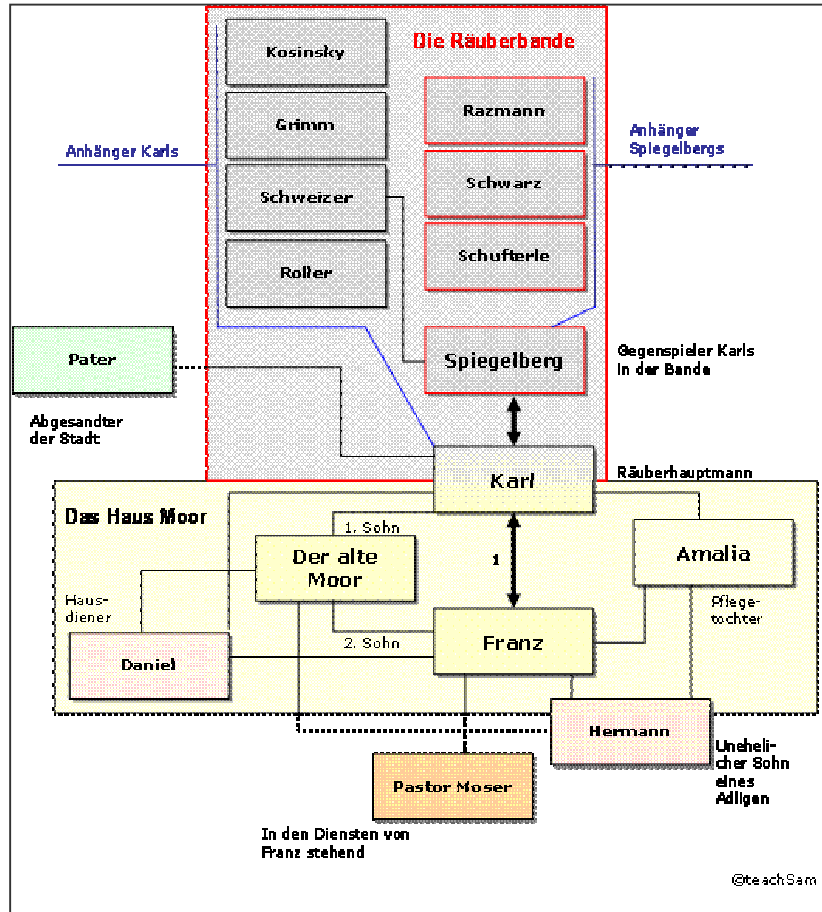 Die Räuberbande
Kosinsky
Grimm
Schweizer
Roller
Razmann
Schwarz
Schufterle
Anhänger Karls
Anhänger
Spiegelbergs
Spiegelberg
Gegenspieler Karls
in der Bande
Pater
Abgesandter
der Stadt
Karl
Räuberhauptmann
Das Haus Moor
1. Sohn
Der alte
Moor
1
Amalia
Haus-
diener
Pflege-
tochter
Daniel
2. Sohn
Franz
Hermann
Uneheli-
cher Sohn
eines
Adligen
Pastor Moser
In den Diensten von
Franz stehend
@teachSam